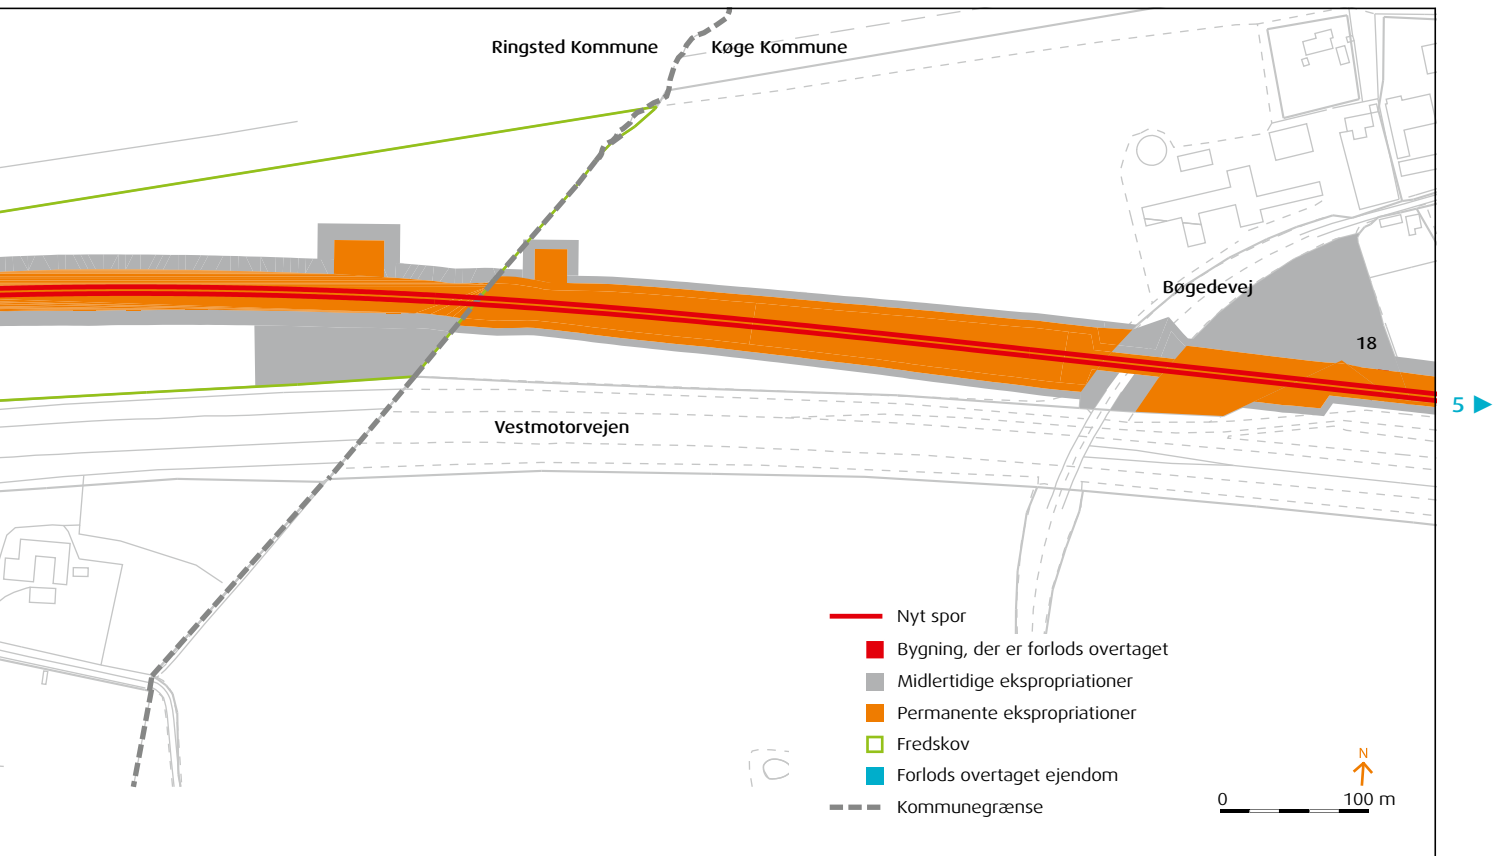 Ringsted Kommune
Køge Kommune
Bøgedevej
18
5
Vestmotorvejen
Nyt spor
Bygning, der er forlods overtaget
Midlertidige ekspropriationer
Permanente ekspropriationer
Fredskov
Forlods overtaget ejendom
Kommunegrænse
N
0 100 m